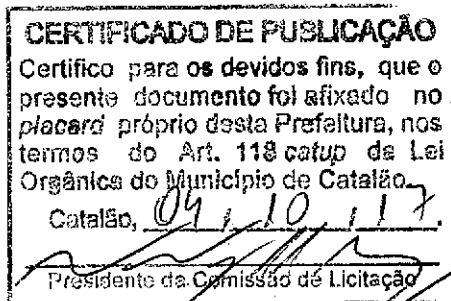 CERTIFICADO DE PUBLICAÇÃO
Certifico para os devidos fins, que o
presente documento foi afixado no
placard próprio desta Prefeitura, nos
termos do Art. 118 catup da Lei
Orgânica do Município de Catalão
Catalão, 04 / 10 / 17.
Presidente da Comissão de Licitação